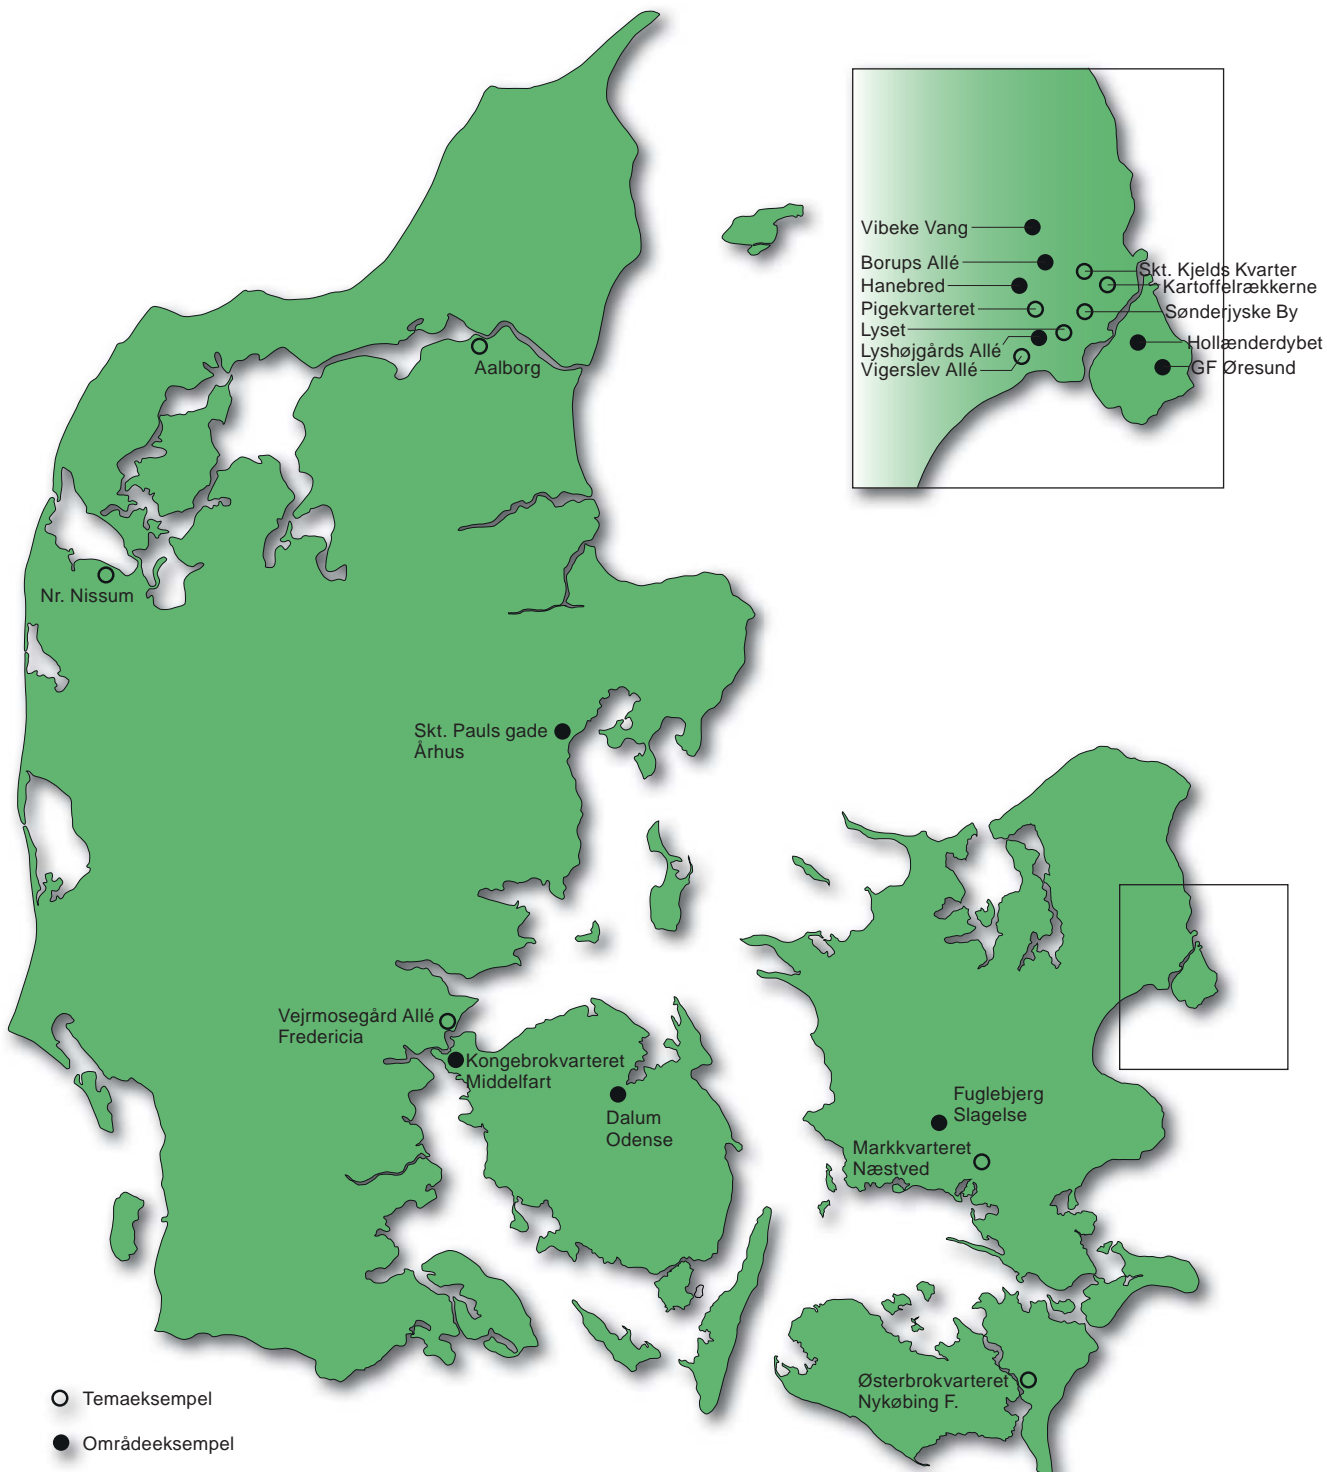 Vibeke Vang
Borups Allé
Hanebred
Pigekvarteret
Lyset
Lyshøjgårds Allé
Vigerslev Allé
Skt. Kjelds Kvarter
Kartoffelrækkerne
Sønderjyske By
Hollænderdybet
GF Øresund
Aalborg
Nr. Nissum
Skt. Pauls gade
Århus
Vejrmosegård Allé
Fredericia
Kongebrokvarteret
Middelfart
Dalum
Odense
Fuglebjerg
Slagelse
Markkvarteret
Næstved
Østerbrokvarteret
Nykøbing F.
Temaeksempel
Områdeeksempel